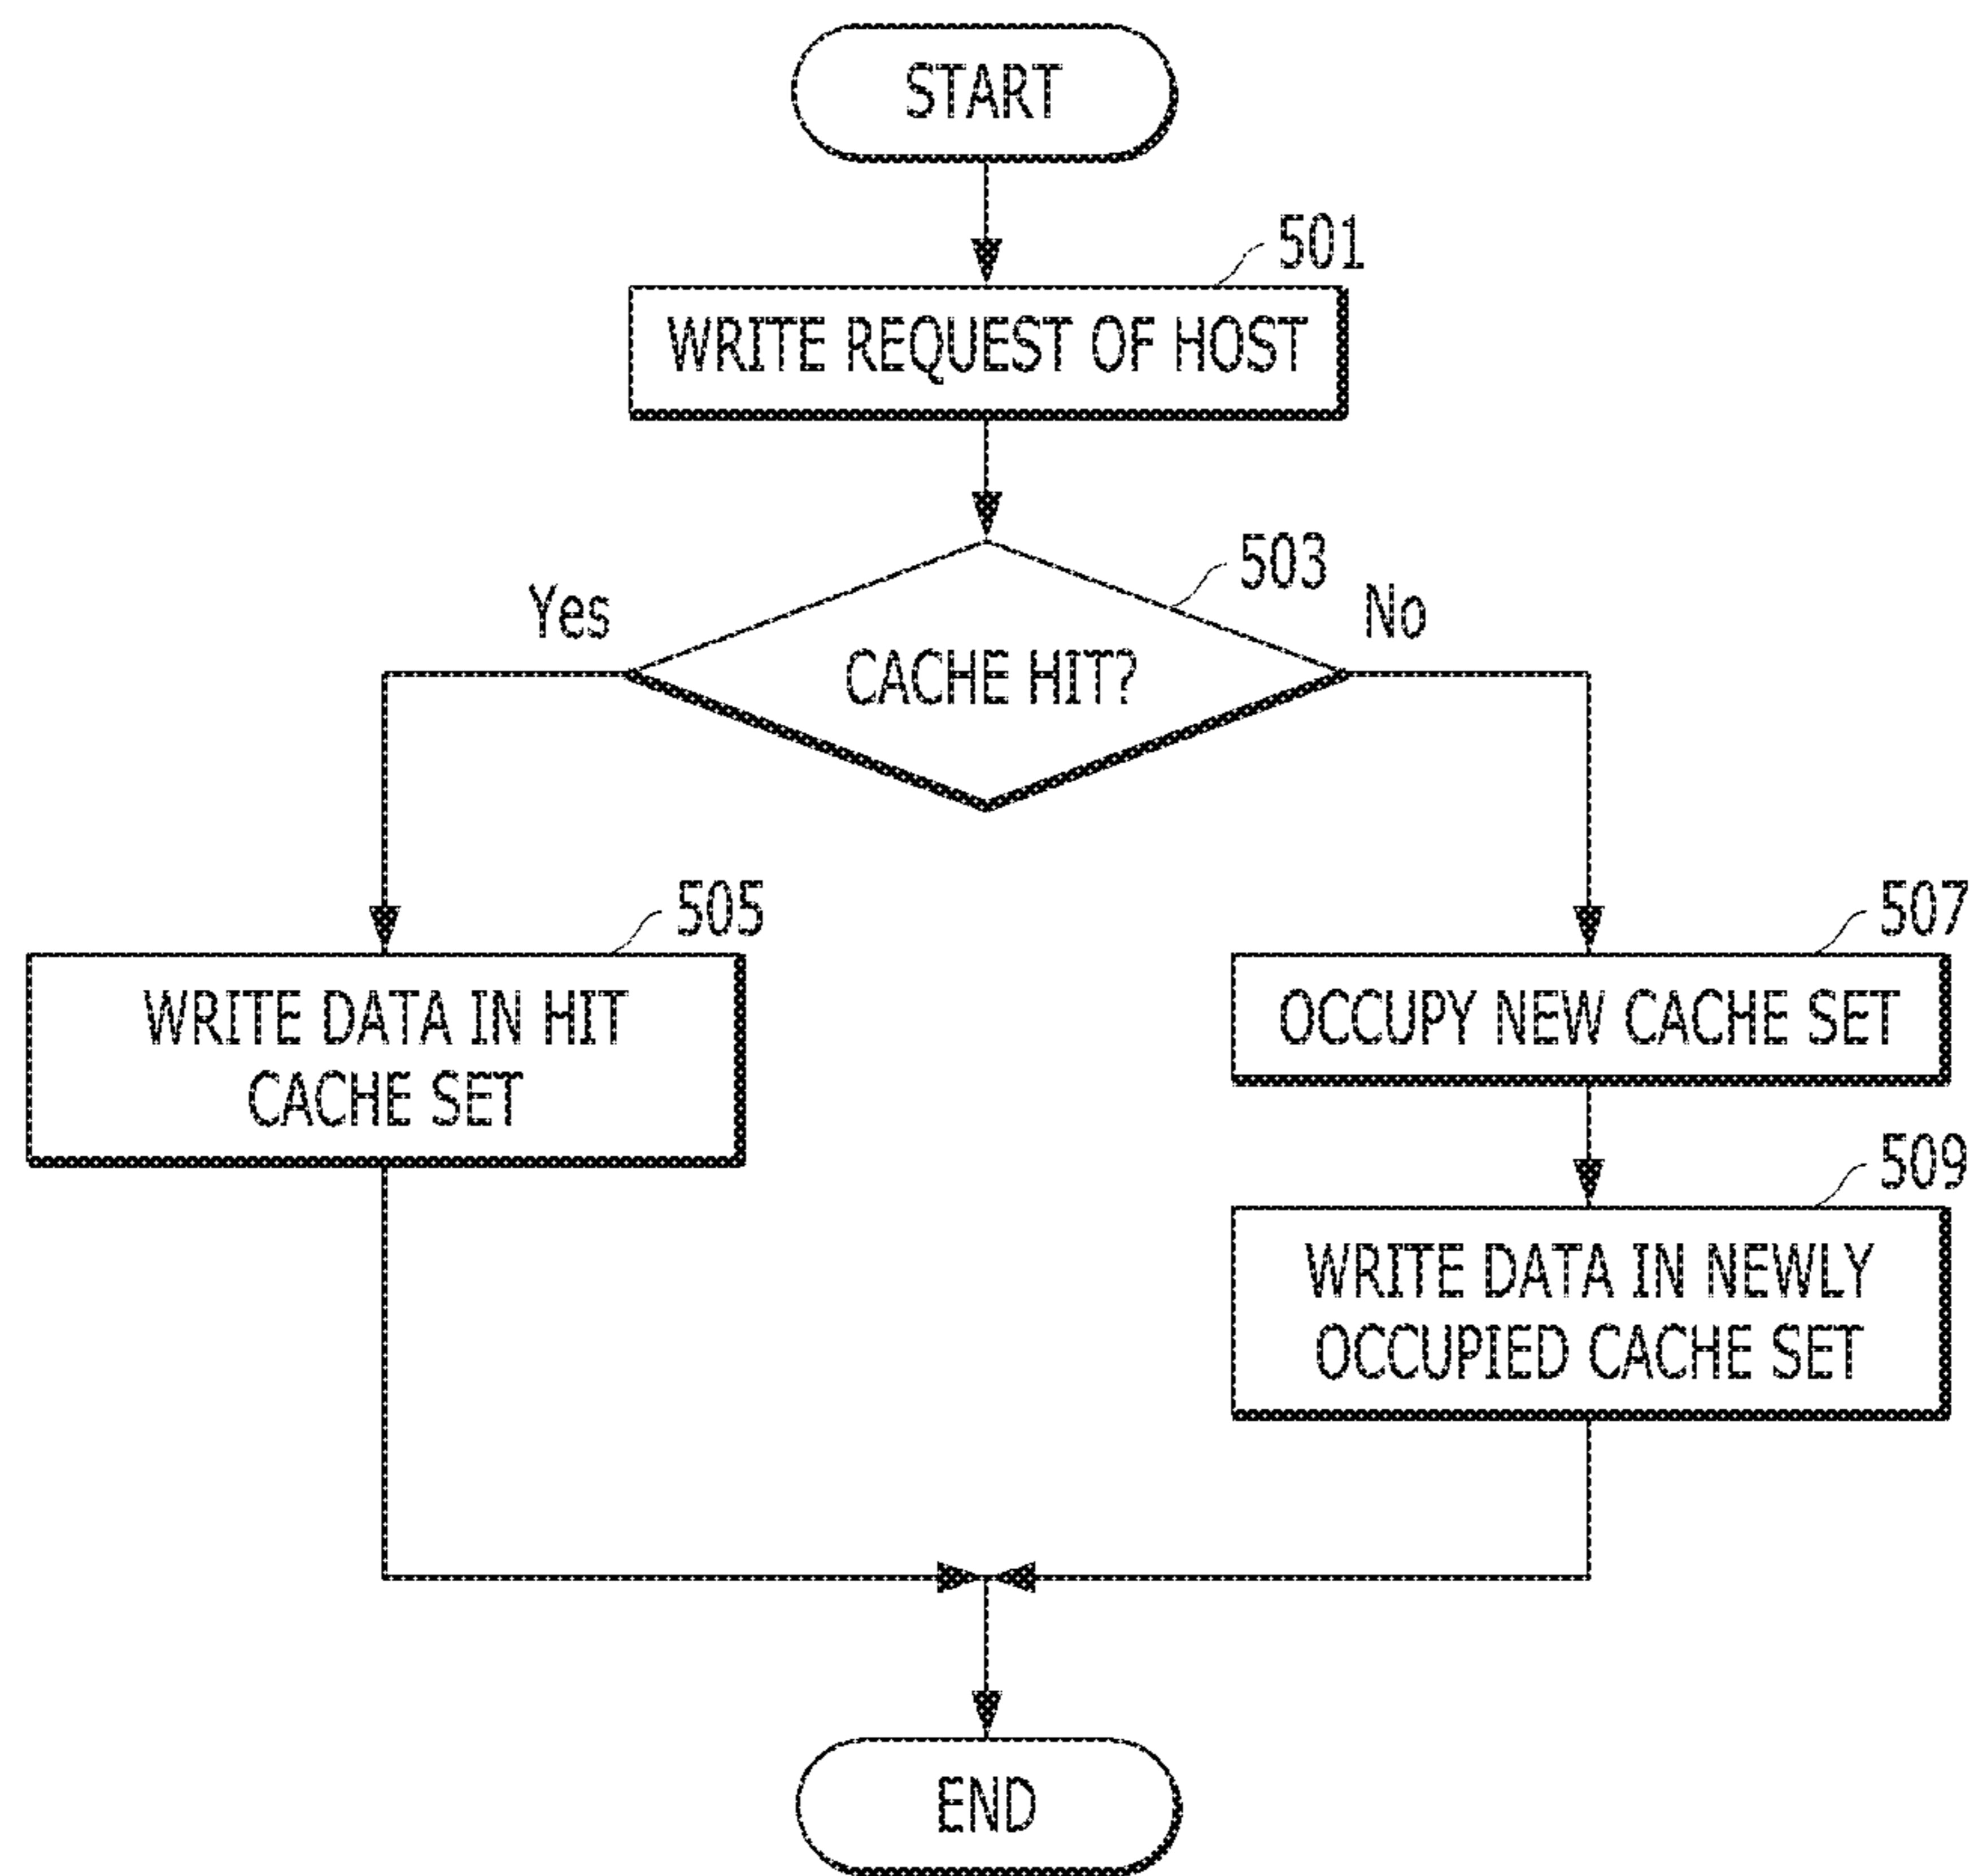 START
501
WRITE REQUEST OF HOST
503
Yes
No
CACHE HIT?
505
507
WRITE DATA IN HIT
CACHE SET
OCCUPY NEW CACHE SET
509
WRITE DATA IN NEWLY
OCCUPIED CACHE SET
END